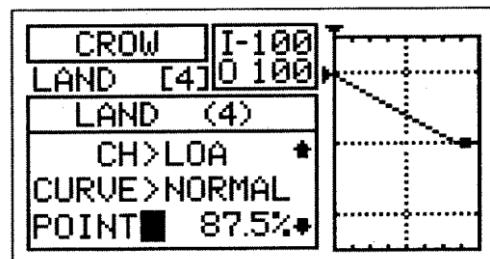 CROW
I-100
LAND [4]
O 100
LAND (4)
CH>LOA
CURVE>NORMAL
POINT 87.5%